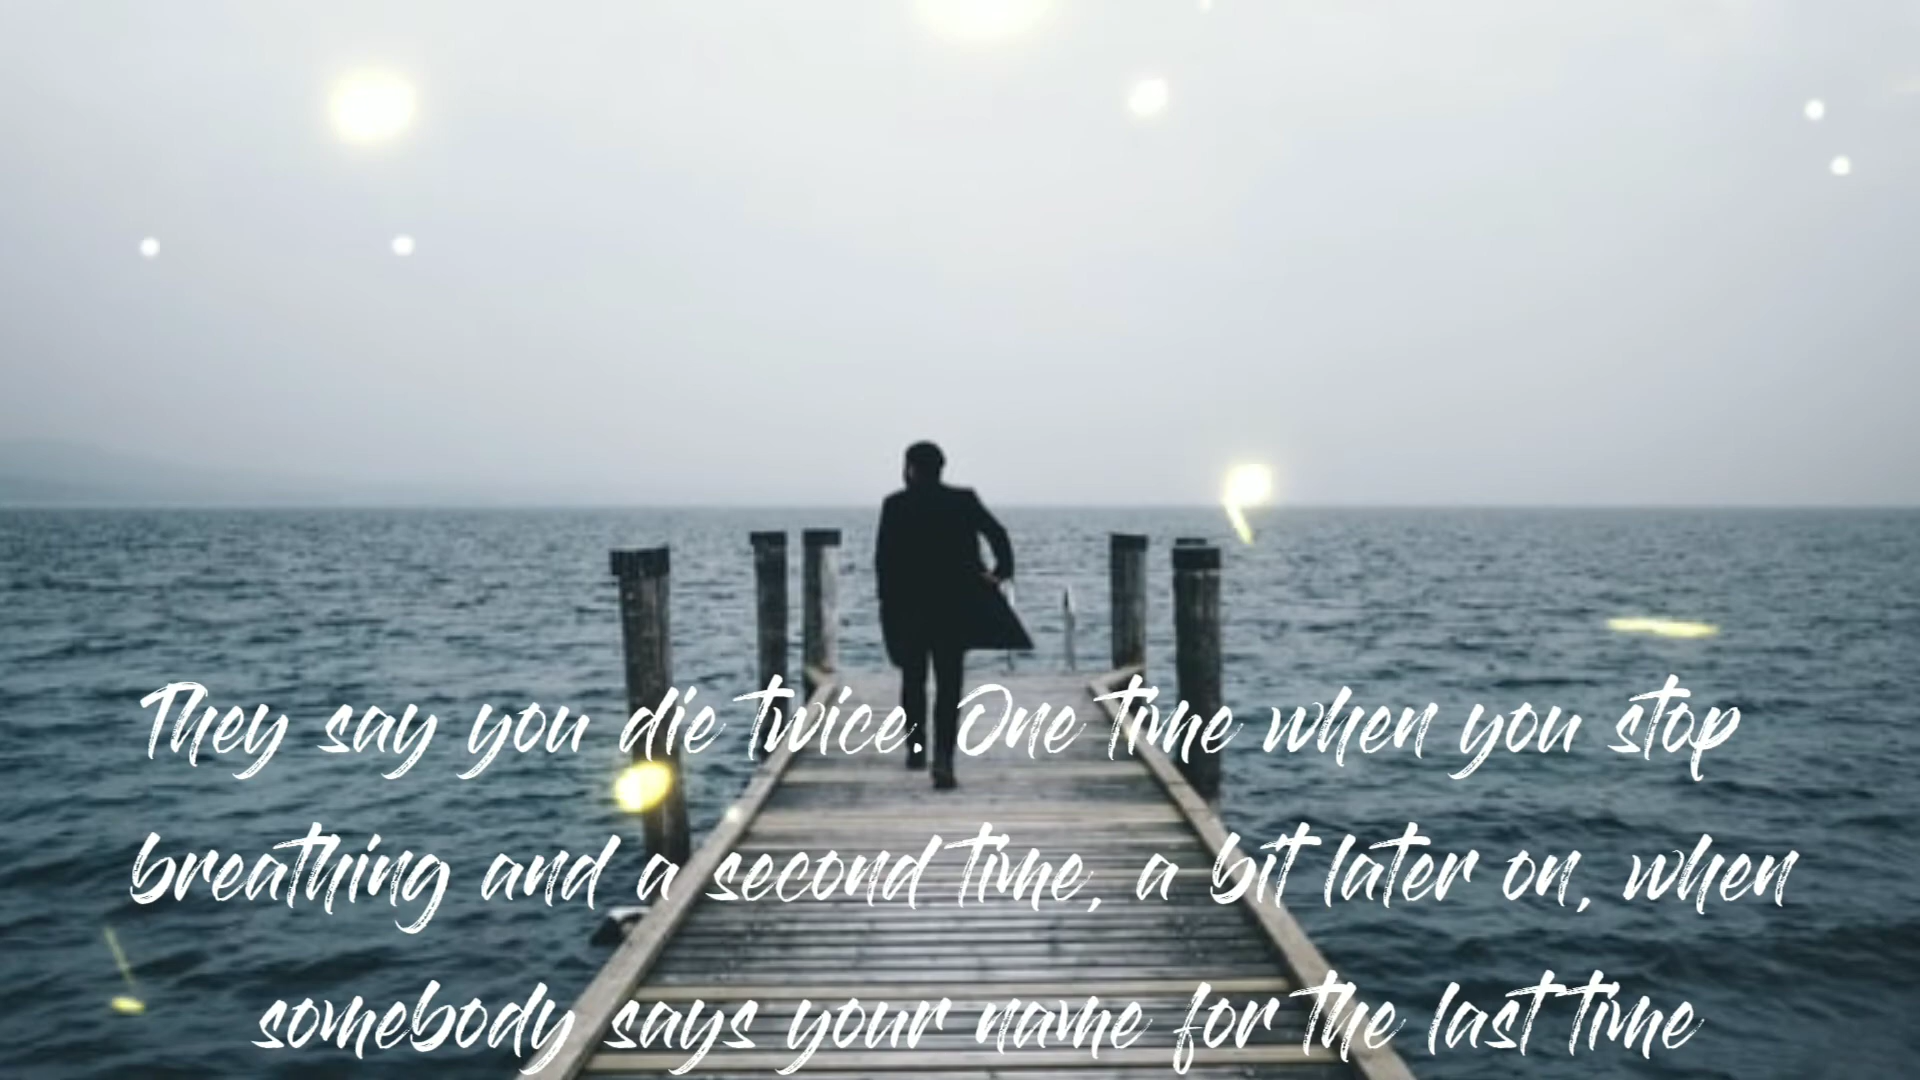 They say you die twice. One time when you stop
breathing and a second time, a bit later on, when
somebody says your name for the last time